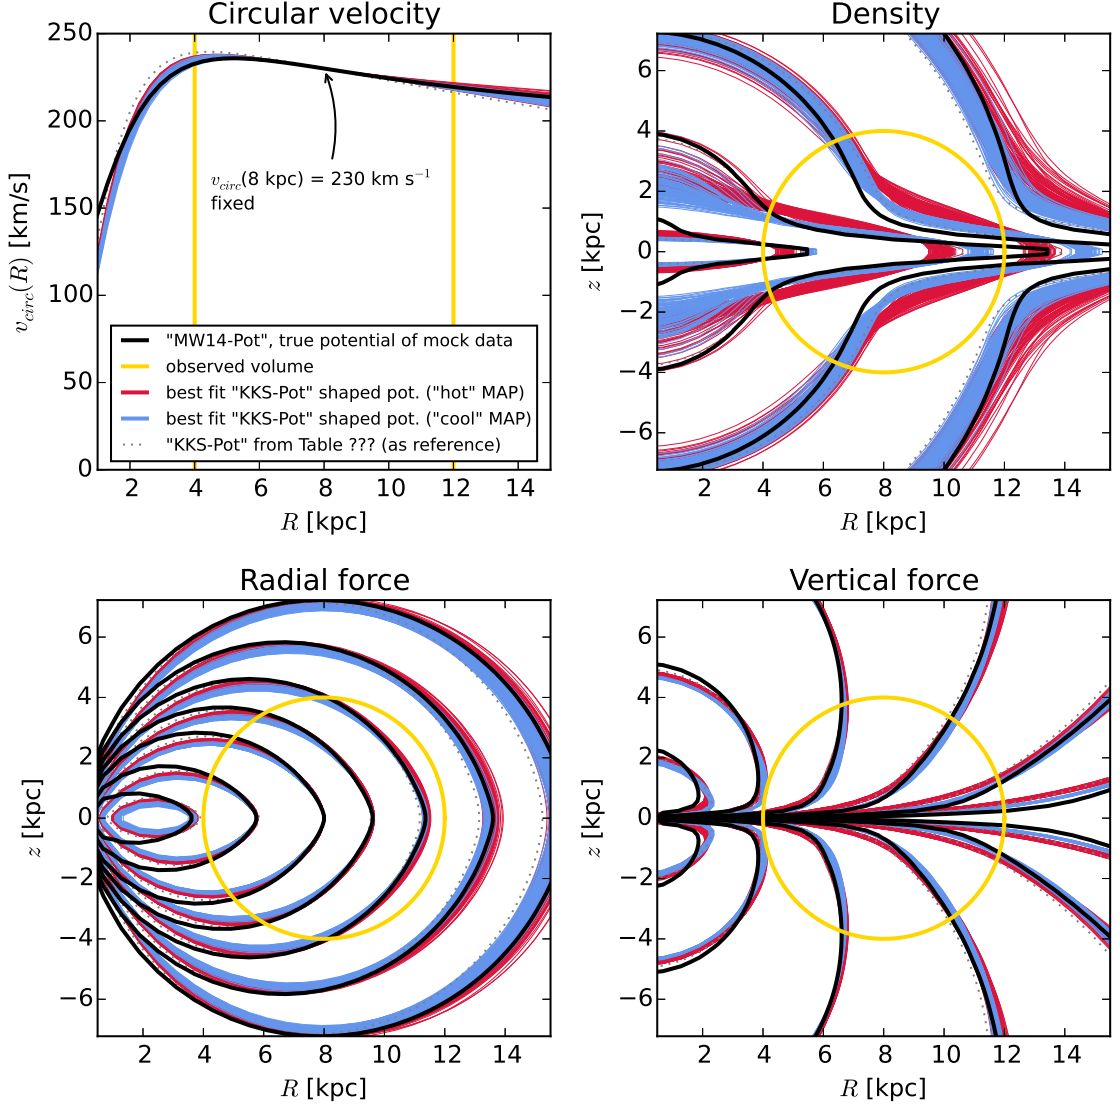 Circular velocity
250
200
150
100
50
0
v_circ(R) [km/s]
v_circ(8 kpc) = 230 km s⁻¹
fixed
"MW14-Pot", true potential of mock data
observed volume
best fit "KKS-Pot" shaped pot. ("hot" MAP)
best fit "KKS-Pot" shaped pot. ("cool" MAP)
"KKS-Pot" from Table ??? (as reference)
2 4 6 8 10 12 14
R [kpc]
Density
6
4
2
0
−2
−4
−6
z [kpc]
2 4 6 8 10 12 14
R [kpc]
Radial force
6
4
2
0
−2
−4
−6
z [kpc]
2 4 6 8 10 12 14
R [kpc]
Vertical force
6
4
2
0
−2
−4
−6
z [kpc]
2 4 6 8 10 12 14
R [kpc]